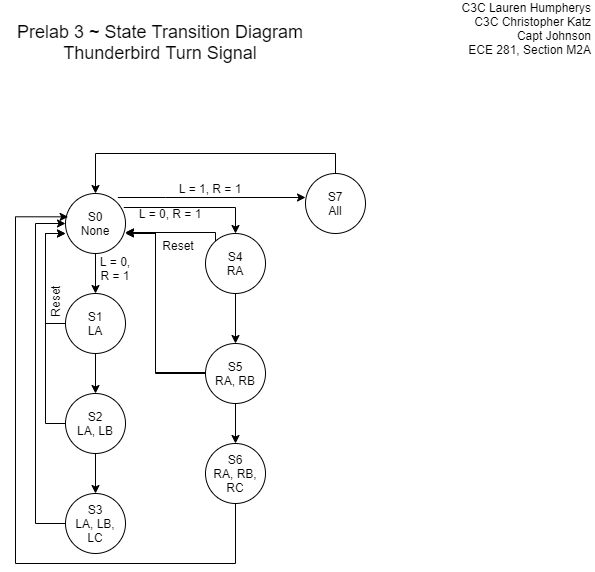 C3C Lauren Humpherys
C3C Christopher Katz
Capt Johnson
ECE 281, Section M2A
Prelab 3 ~ State Transition Diagram
Thunderbird Turn Signal
L = 1, R = 1
S7
All
S0
None
L = 0, R = 1
Reset
S4
RA
L = 0,
R = 1
Reset
S1
LA
S5
RA, RB
S2
LA, LB
S6
RA, RB,
RC
S3
LA, LB,
LC